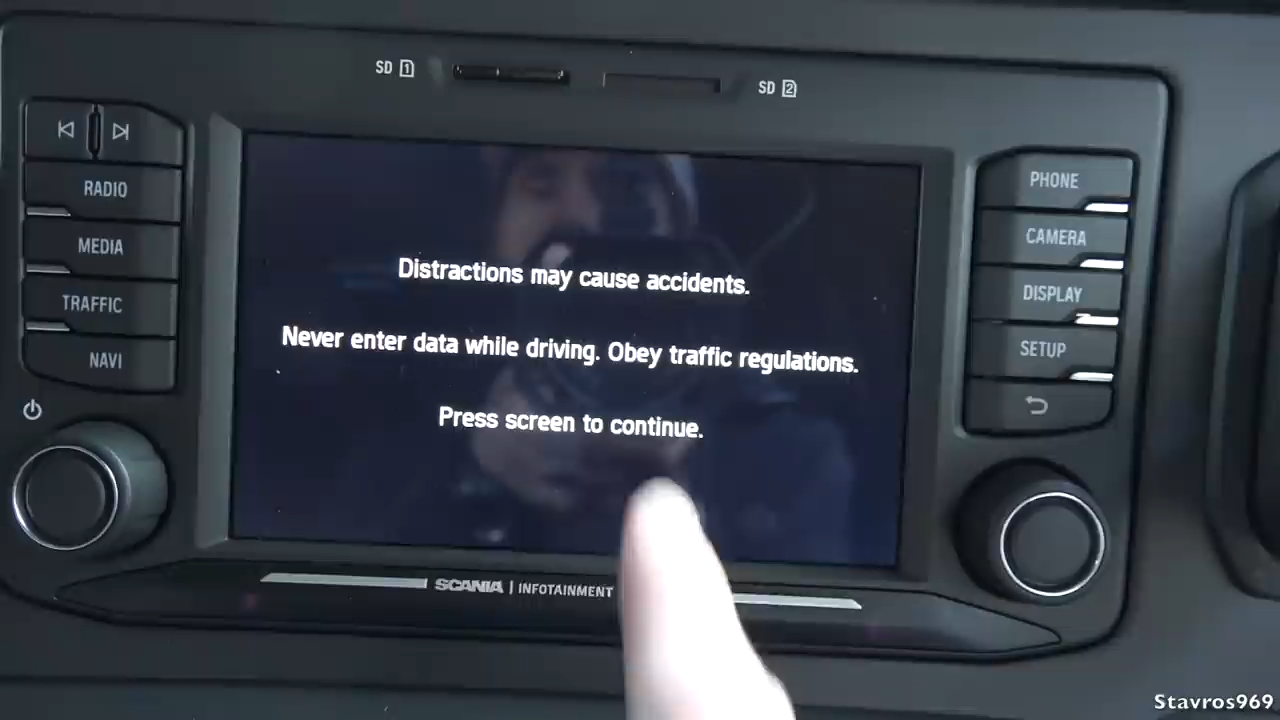 SD 1
SD 2
RADIO
MEDIA
TRAFFIC
NAVI
Distractions may cause accidents.
Never enter data while driving. Obey traffic regulations.
Press screen to continue.
PHONE
CAMERA
DISPLAY
SETUP
SCANIA | INFOTAINMENT
Stavros969